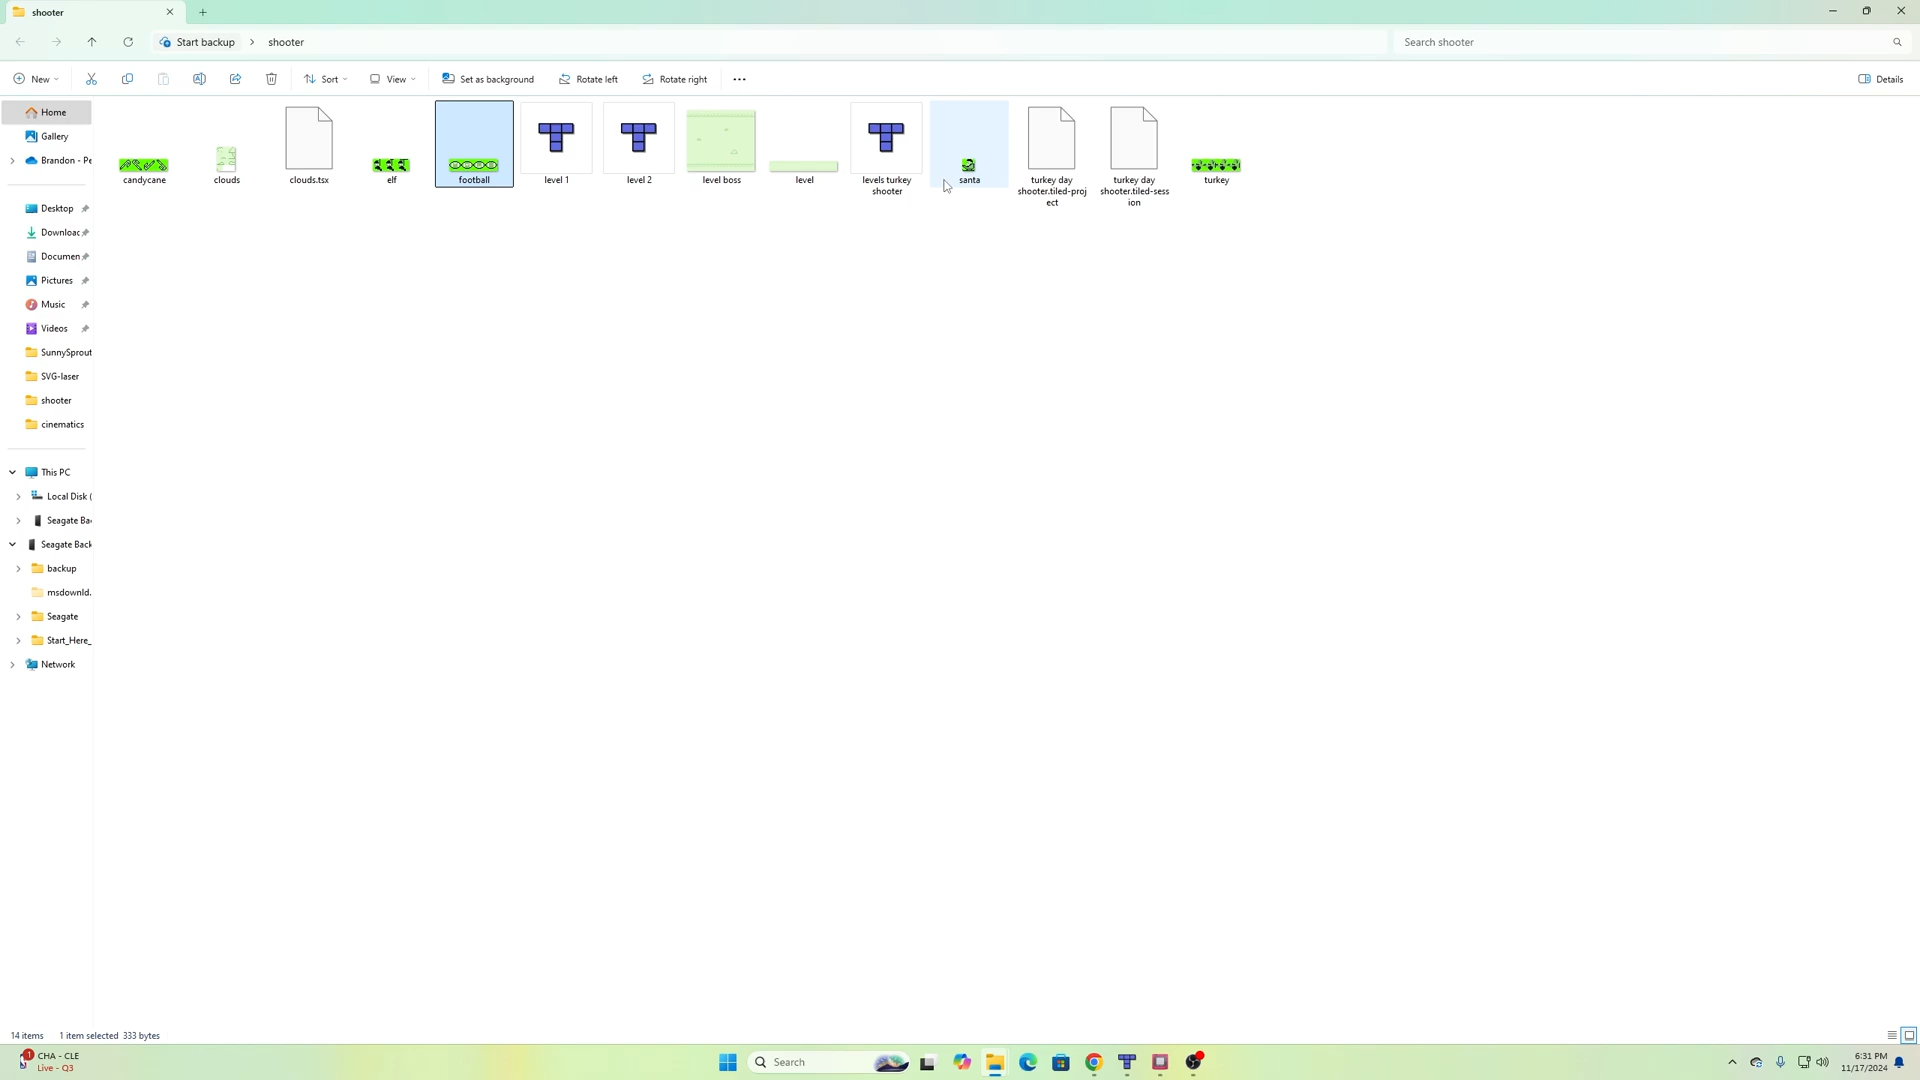 shooter
Start backup
shooter
Search shooter
New
Sort
View
Set as background
Rotate left
Rotate right
Details
Home
Gallery
Brandon - Pe
Desktop
Downloac
Documen
Pictures
Music
Videos
SunnySprout
SVG-laser
shooter
cinematics
This PC
Local Disk (
Seagate Bac
Seagate Back
backup
msdownld.
Seagate
Start_Here_
Network
candycane
clouds
clouds.tsx
elf
football
level 1
level 2
level boss
level
levels turkey
shooter
santa
turkey day
shooter.tiled-proj
ect
turkey day
shooter.tiled-sess
ion
turkey
14 items
1 item selected 333 bytes
1
CHA - CLE
Live - Q3
Search
6:31 PM
11/17/2024